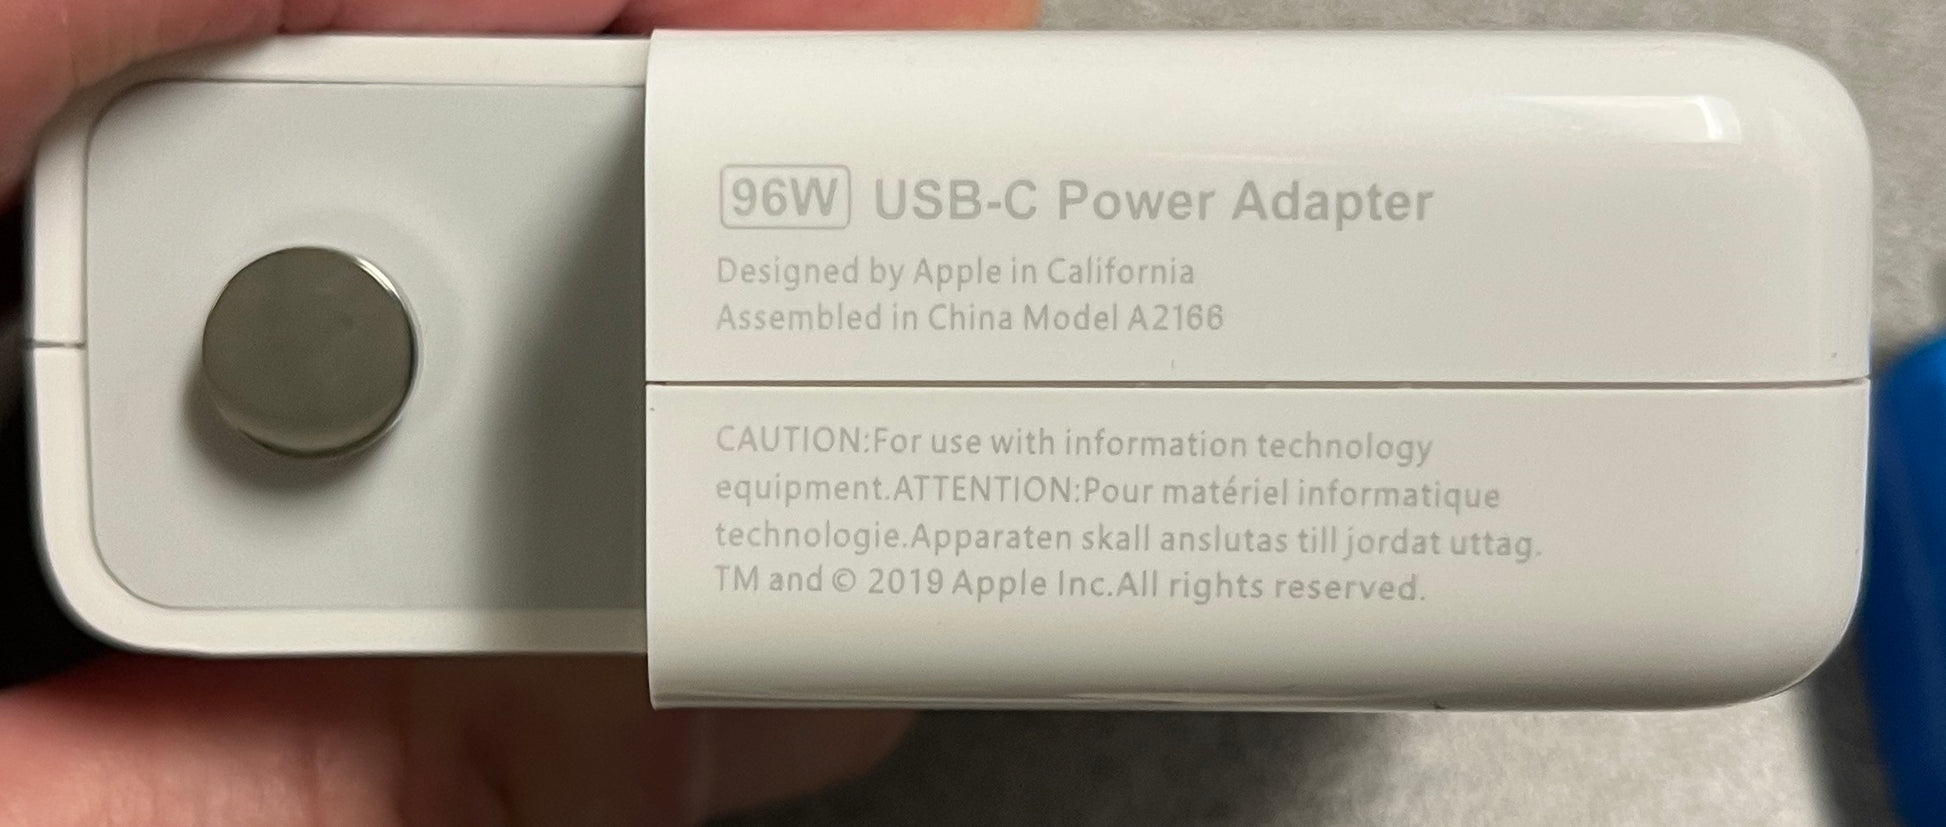 96W USB-C Power Adapter
Designed by Apple in California
Assembled in China Model A2166
CAUTION:For use with information technology
equipment.ATTENTION:Pour matériel informatique
technologie.Apparaten skall anslutas till jordat uttag.
TM and © 2019 Apple Inc.All rights reserved.